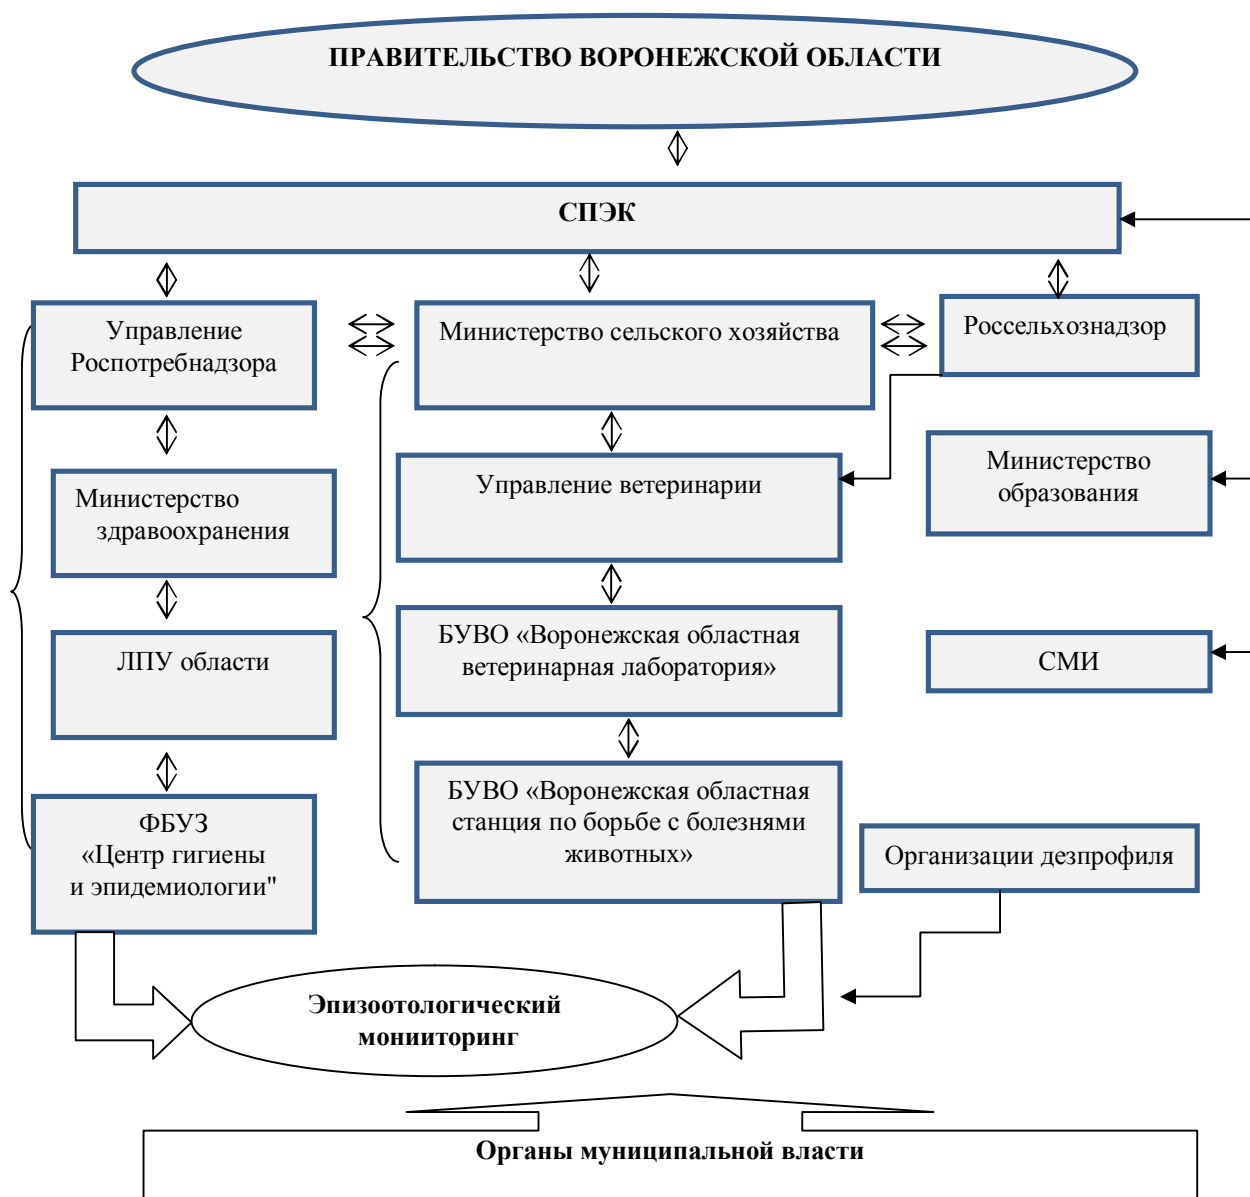 ПРАВИТЕЛЬСТВО ВОРОНЕЖСКОЙ ОБЛАСТИ
СПЭК
Управление
Роспотребнадзора
Министерство сельского хозяйства
Россельхознадзор
Министерство
здравоохранения
Управление ветеринарии
Министерство
образования
ЛПУ области
БУВО «Воронежская областная
ветеринарная лаборатория»
СМИ
ФБУЗ
«Центр гигиены
и эпидемиологии"
БУВО «Воронежская областная
станция по борьбе с болезнями
животных»
Организации дезпрофиля
Эпизоотологический
монииторинг
Органы муниципальной власти